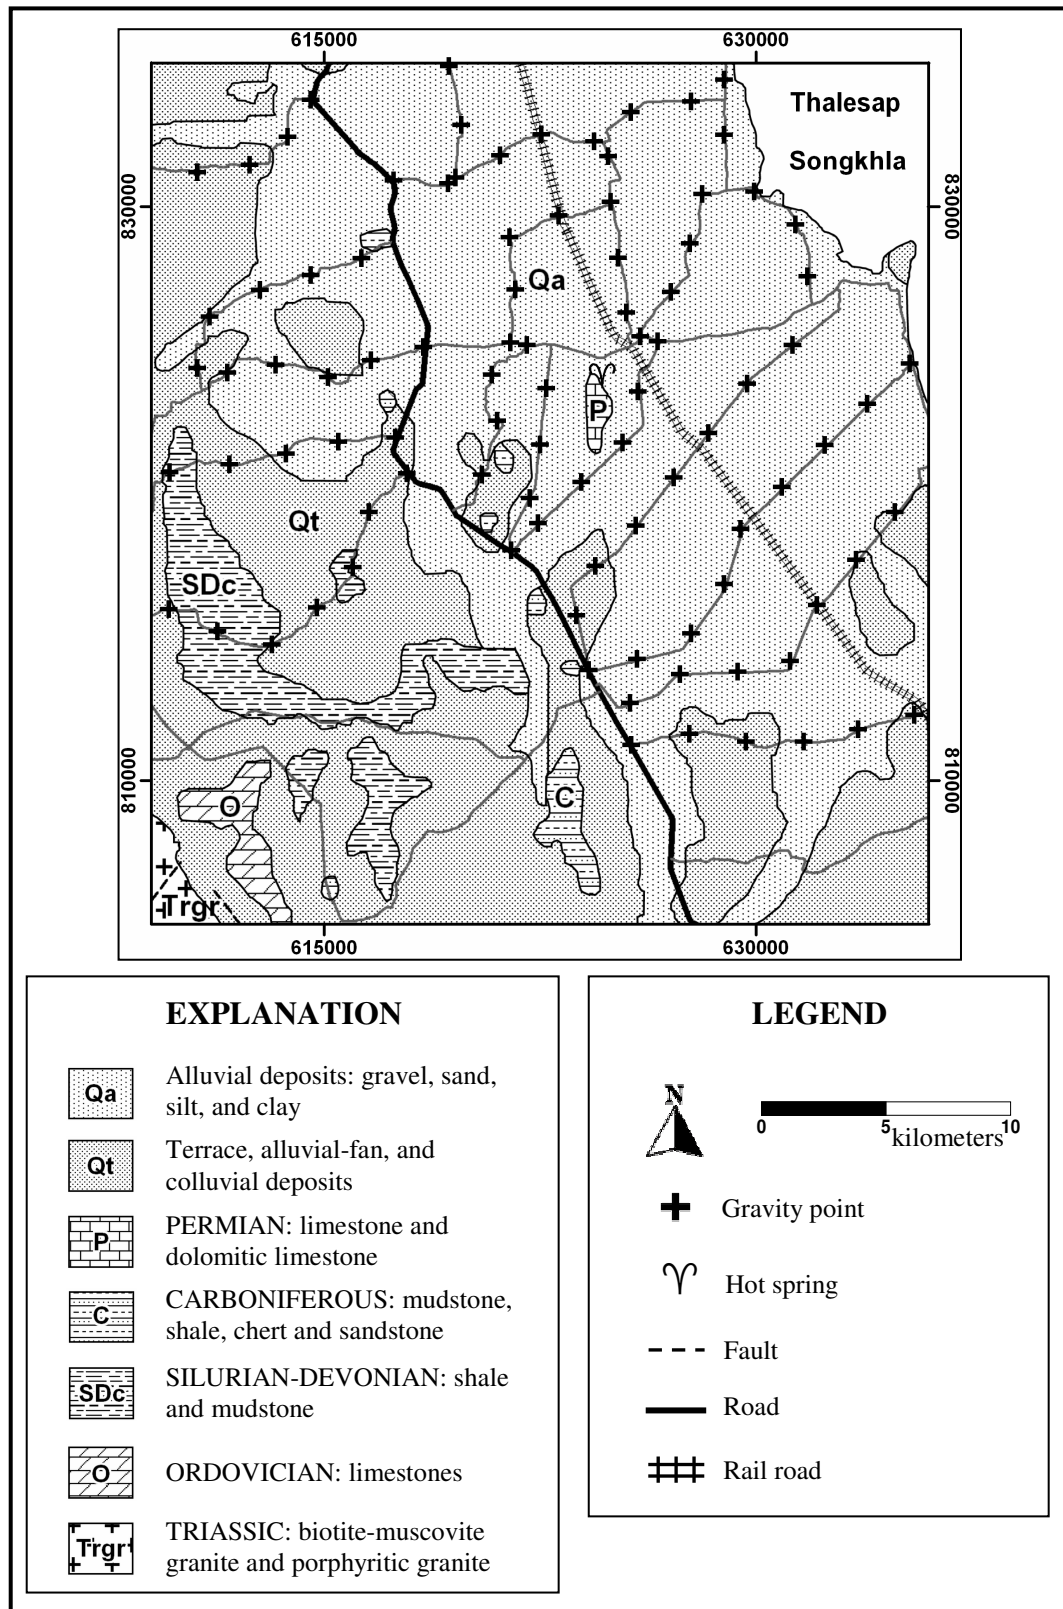 615000 630000
Thalesap
Songkhla
830000 830000
Qa
P
Qt
SDc
810000 810000
O
C
Trgr
615000 630000
EXPLANATION
Qa Alluvial deposits: gravel, sand,
silt, and clay
Qt Terrace, alluvial-fan, and
colluvial deposits
P PERMIAN: limestone and
dolomitic limestone
C CARBONIFEROUS: mudstone,
shale, chert and sandstone
SDc SILURIAN-DEVONIAN: shale
and mudstone
O ORDOVICIAN: limestones
Trgr TRIASSIC: biotite-muscovite
granite and porphyritic granite
LEGEND
N
0 5 10
kilometers
Gravity point
Hot spring
Fault
Road
Rail road